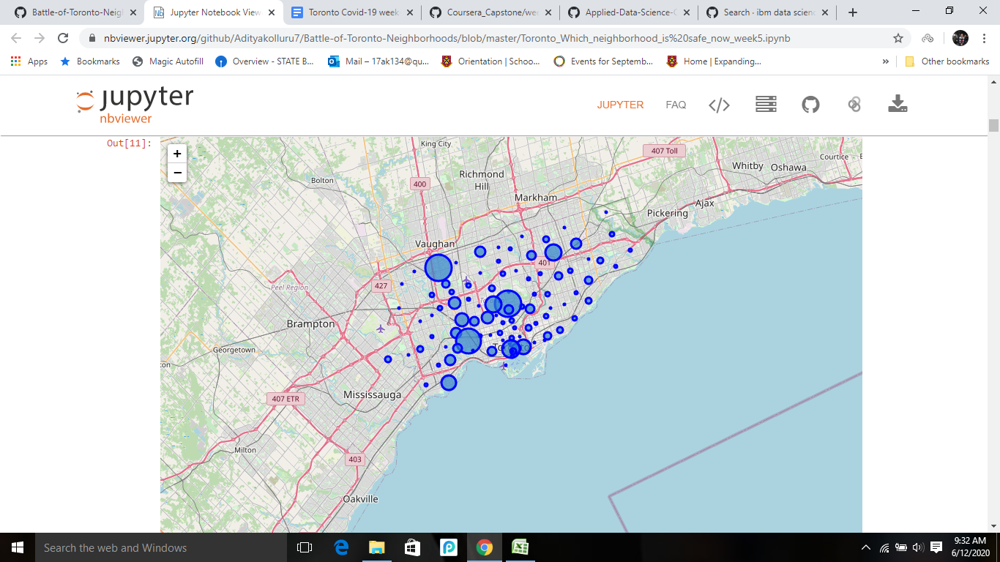 Battle-of-Toronto-Neigh
Jupyter Notebook View
Toronto Covid-19 week
Coursera_Capstone/wee
Applied-Data-Science-C
Search · ibm data scien
nbviewer.jupyter.org/github/Adityakolluru7/Battle-of-Toronto-Neighborhoods/blob/master/Toronto_Which_neighborhood_is%20safe_now_week5.ipynb
Apps
Bookmarks
Magic Autofill
Overview - STATE B...
Mail – 17ak134@qu...
Orientation | Schoo...
Events for Septemb...
Home | Expanding...
»
Other bookmarks
jupyter
nbviewer
JUPYTER
FAQ
</>
Out[11]:
+
−
King City
407 Toll
Courtice
Whitby
Oshawa
Richmond
Hill
Bolton
400
Markham
Ajax
Pickering
Vaughan
401
427
Peel Region
Brampton
Georgetown
ton
Mississauga
407 ETR
Milton
403
Oakville
Search the web and Windows
9:32 AM
6/12/2020